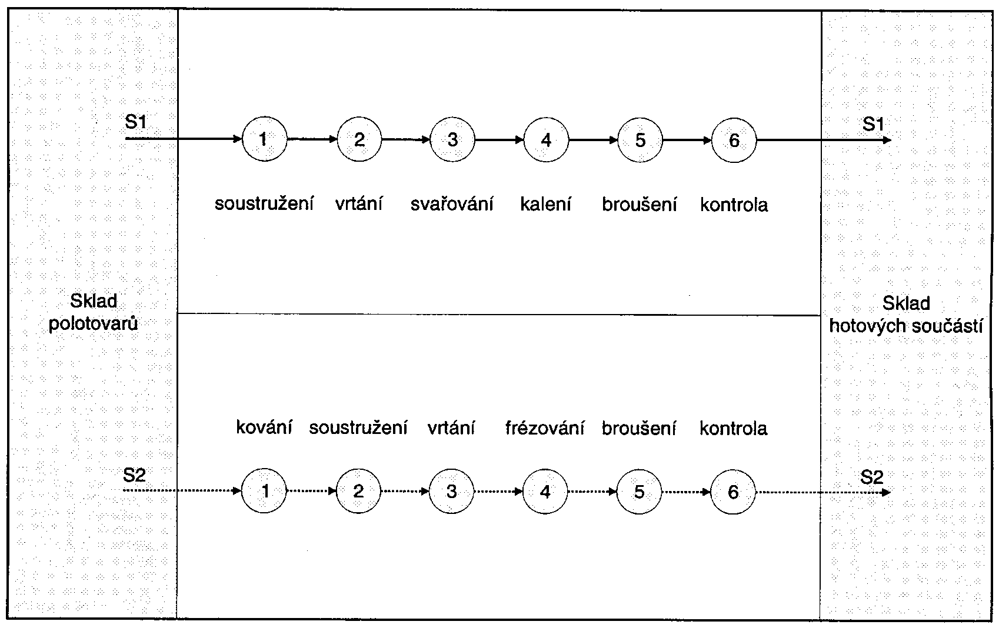 S1
S1
1 2 3 4 5 6
soustružení vrtání svařování kalení broušení kontrola
Sklad
polotovarů
Sklad
hotových součástí
kování soustružení vrtání frézování broušení kontrola
S2
S2
1 2 3 4 5 6